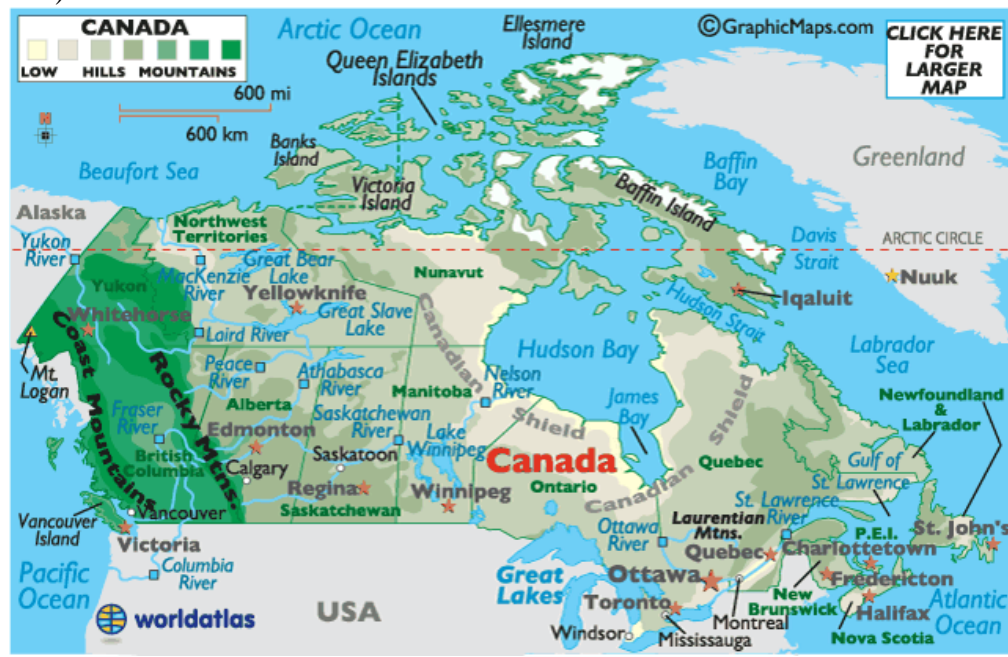 CANADA
LOW HILLS MOUNTAINS
600 mi
600 km
N
Arctic Ocean
Ellesmere
Island
©GraphicMaps.com
CLICK HERE
FOR
LARGER
MAP
Queen Elizabeth
Islands
Banks
Island
Beaufort Sea
Victoria
Island
Baffin
Bay
Greenland
Baffin Island
Alaska
Northwest
Territories
Yukon
River
Davis
Strait
ARCTIC CIRCLE
MacKenzie
River
Great Bear
Lake
Nunavut
Nuuk
Yukon
Yellowknife
Iqaluit
Whitehorse
Great Slave
Lake
Hudson Strait
Laird River
Coast Mountains
Rocky Mtns.
Canadian
Shield
Hudson Bay
Labrador
Sea
Mt.
Logan
Peace
River
Athabasca
River
Nelson
River
Manitoba
James
Bay
Canadian
Shield
Newfoundland
&
Labrador
Fraser
River
Alberta
Saskatchewan
River
Edmonton
Lake
Winnipeg
British
Columbia
Calgary
Saskatoon
Canada
Quebec
Gulf of
St. Lawrence
Regina
Winnipeg
Ontario
Saskatchewan
St. Lawrence
River
Vancouver
Vancouver
Island
Laurentian
Mtns.
Ottawa
River
P.E.I.
St. John's
Victoria
Quebec
Charlottetown
Pacific
Ocean
Columbia
River
Great
Lakes
Ottawa
Fredericton
New
Brunswick
Atlantic
Ocean
Toronto
Halifax
worldatlas
USA
Montreal
Windsor
Mississauga
Nova Scotia